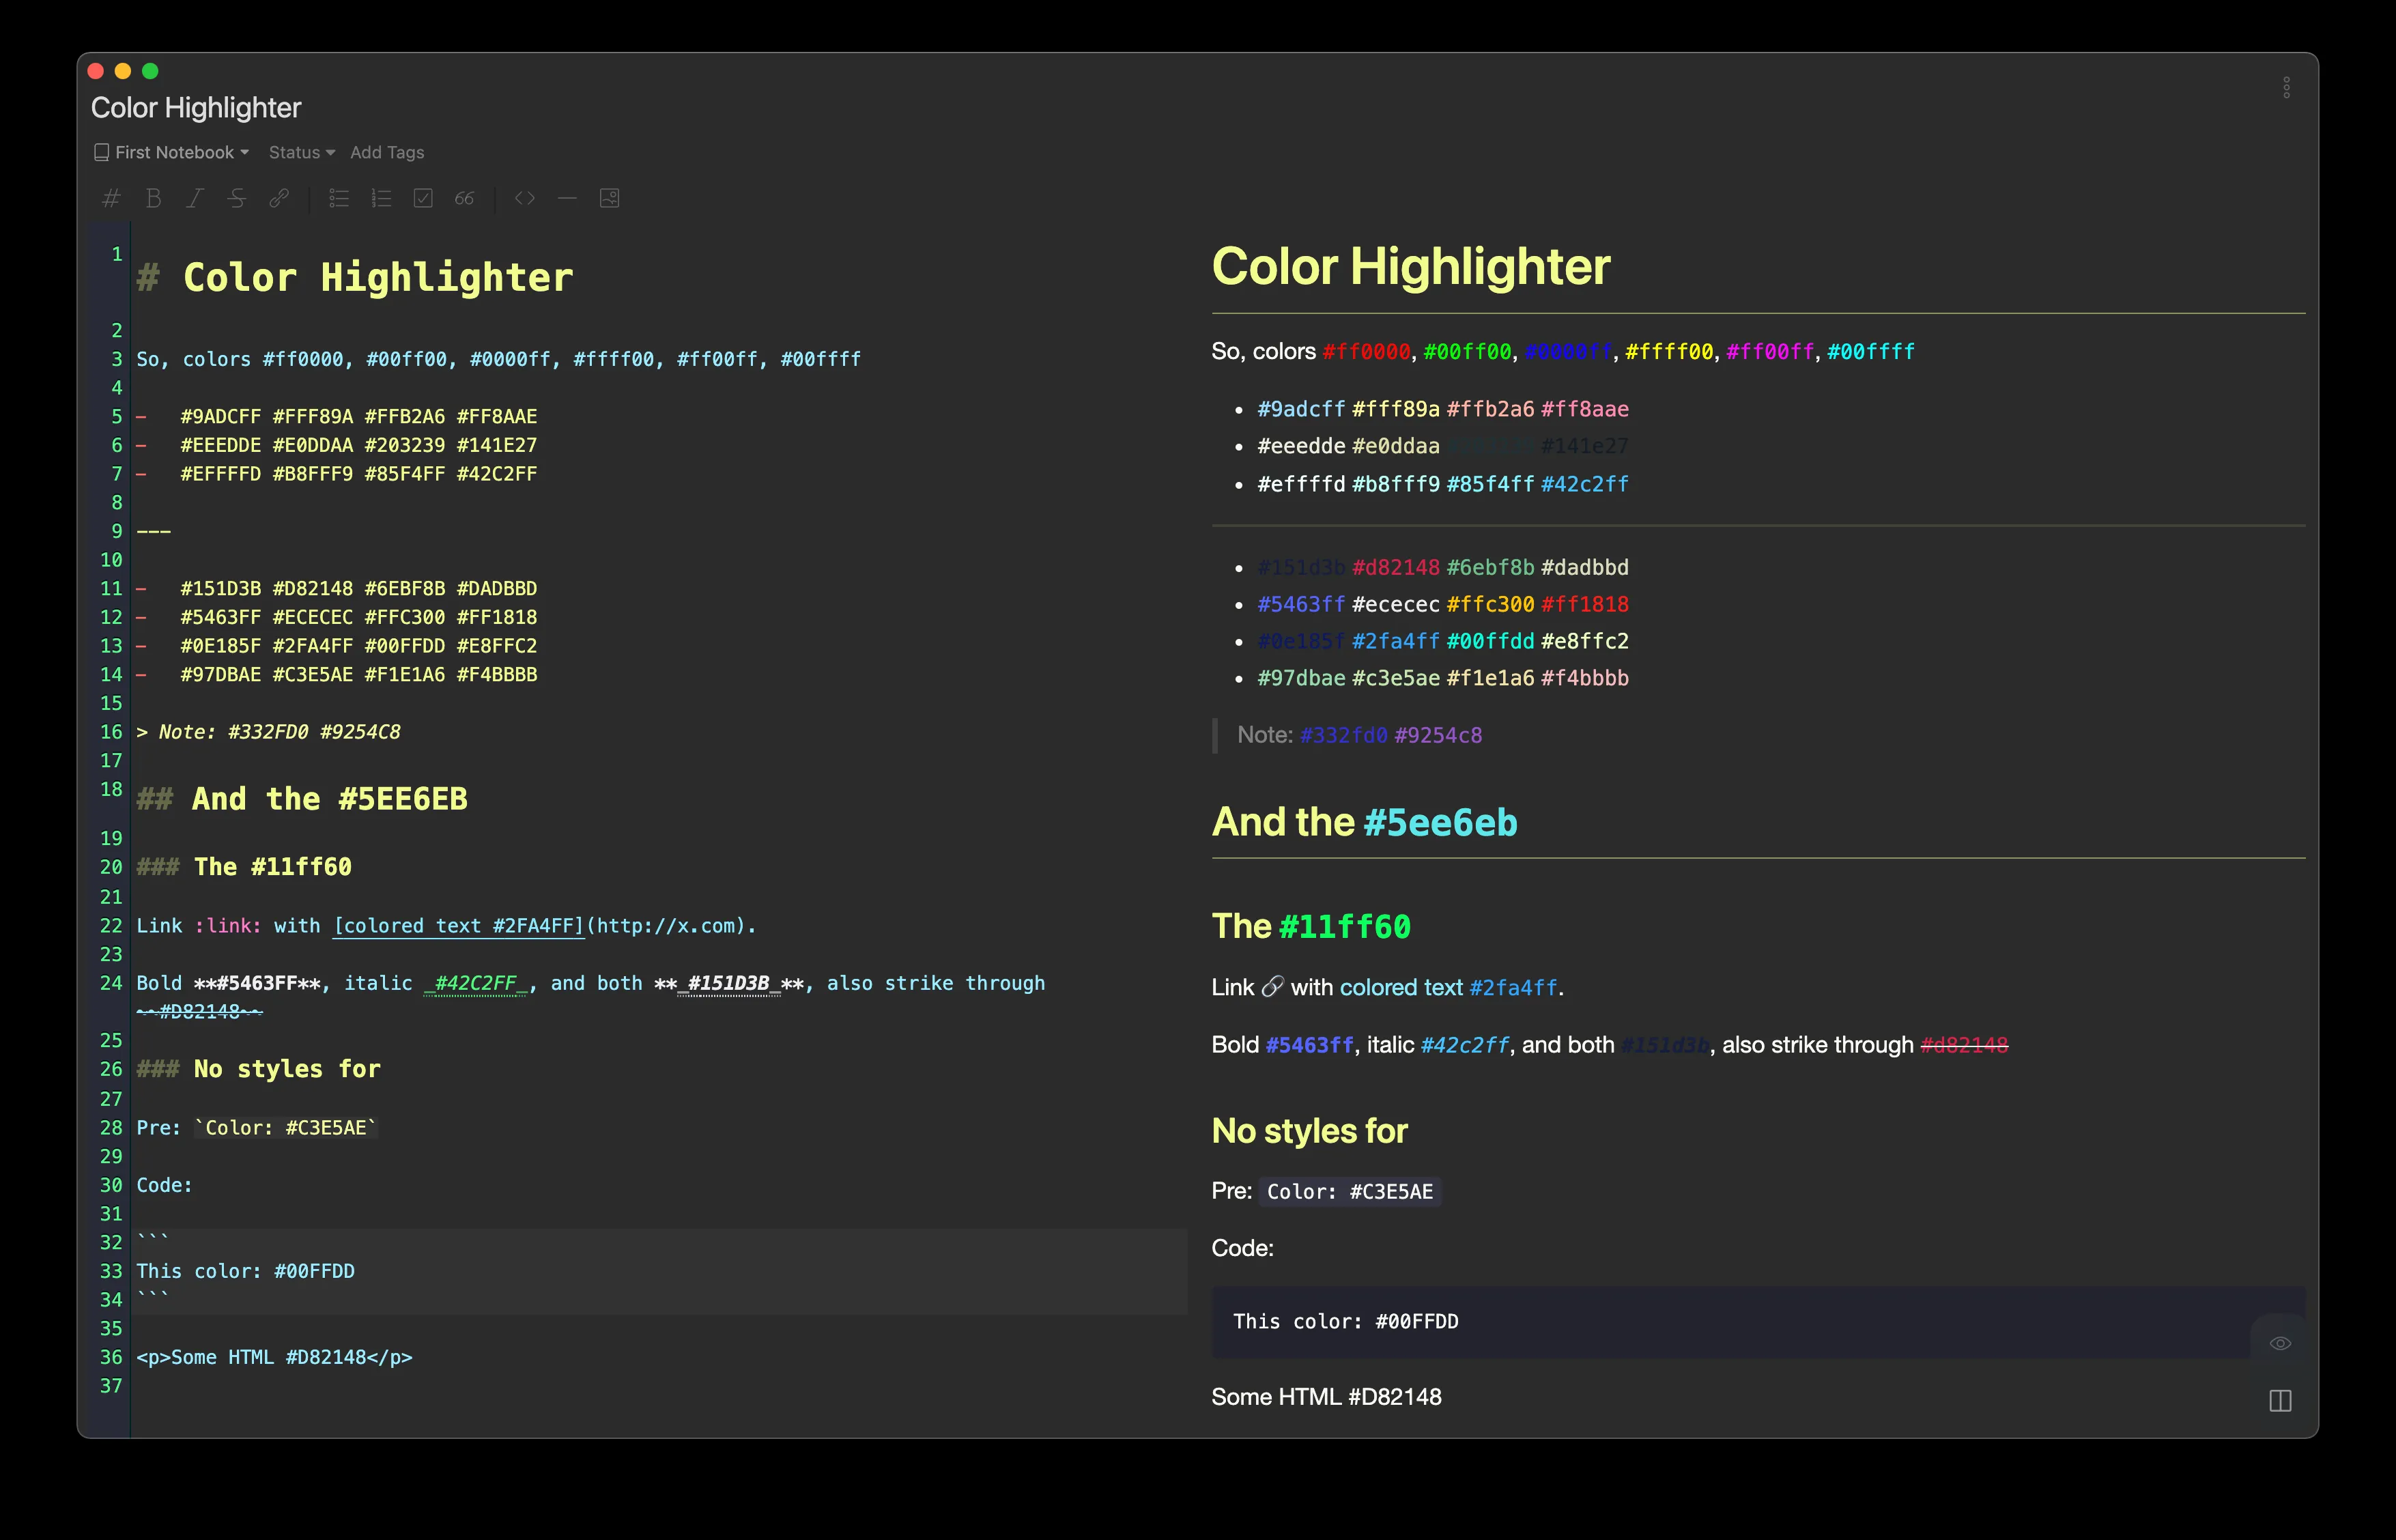 Color Highlighter
First Notebook Status Add Tags
1 # Color Highlighter
2
3 So, colors #ff0000, #00ff00, #0000ff, #ffff00, #ff00ff, #00ffff
4
5 - #9ADCFF #FFF89A #FFB2A6 #FF8AAE
6 - #EEEDDE #E0DDAA #203239 #141E27
7 - #EFFFFD #B8FFF9 #85F4FF #42C2FF
8
9 ---
10
11 - #151D3B #D82148 #6EBF8B #DADBBD
12 - #5463FF #ECECEC #FFC300 #FF1818
13 - #0E185F #2FA4FF #00FFDD #E8FFC2
14 - #97DBAE #C3E5AE #F1E1A6 #F4BBBB
15
16 > Note: #332FD0 #9254C8
17
18 ## And the #5EE6EB
19
20 ### The #11ff60
21
22 Link :link: with [colored text #2FA4FF](http://x.com).
23
24 Bold **#5463FF**, italic _#42C2FF_, and both **_#151D3B_**, also strike through
~~#D82148~~
25
26 ### No styles for
27
28 Pre: `Color: #C3E5AE`
29
30 Code:
31
32 ```
33 This color: #00FFDD
34 ```
35
36 <p>Some HTML #D82148</p>
37
Color Highlighter
So, colors #ff0000, #00ff00, #0000ff, #ffff00, #ff00ff, #00ffff
• #9adcff #fff89a #ffb2a6 #ff8aae
• #eeedde #e0ddaa #141e27
• #effffd #b8fff9 #85f4ff #42c2ff
• #151d3b #d82148 #6ebf8b #dadbbd
• #5463ff #ececec #ffc300 #ff1818
• #0e185f #2fa4ff #00ffdd #e8ffc2
• #97dbae #c3e5ae #f1e1a6 #f4bbbb
Note: #332fd0 #9254c8
And the #5ee6eb
The #11ff60
Link 🔗 with colored text #2fa4ff.
Bold #5463ff, italic #42c2ff, and both #151d3b, also strike through #d82148
No styles for
Pre: Color: #C3E5AE
Code:
This color: #00FFDD
Some HTML #D82148